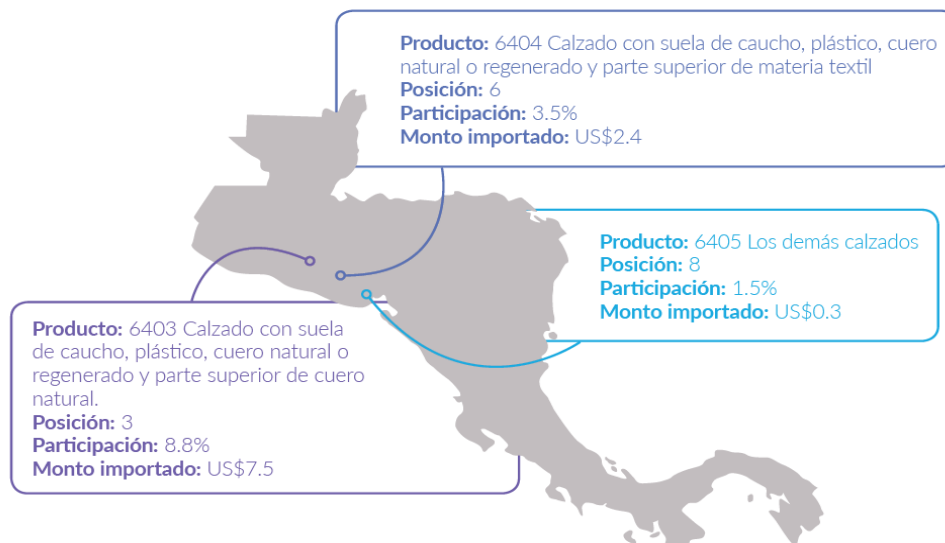 Producto: 6404 Calzado con suela de caucho, plástico, cuero
natural o regenerado y parte superior de materia textil
Posición: 6
Participación: 3.5%
Monto importado: US$2.4
Producto: 6405 Los demás calzados
Posición: 8
Participación: 1.5%
Monto importado: US$0.3
Producto: 6403 Calzado con suela
de caucho, plástico, cuero natural o
regenerado y parte superior de cuero
natural.
Posición: 3
Participación: 8.8%
Monto importado: US$7.5